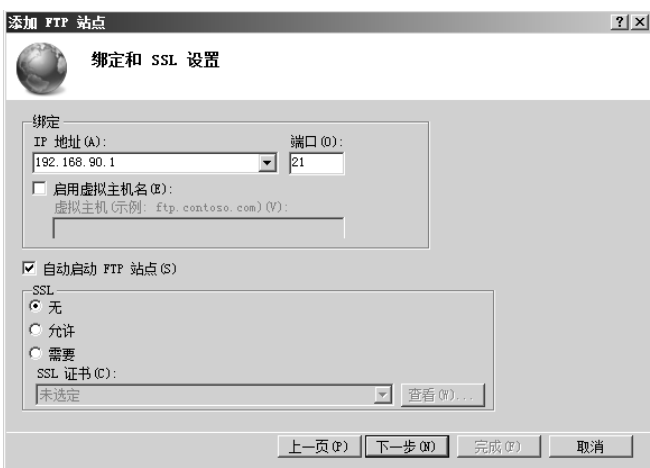 添加 FTP 站点
绑定和 SSL 设置
绑定
IP 地址(A): 端口(O):
192.168.90.1 21
启用虚拟主机名(E):
虚拟主机(示例: ftp.contoso.com)(V):
自动启动 FTP 站点(S)
SSL
无
允许
需要
SSL 证书(C):
未选定 查看(W)...
上一页(P) 下一步(N) 完成(F) 取消